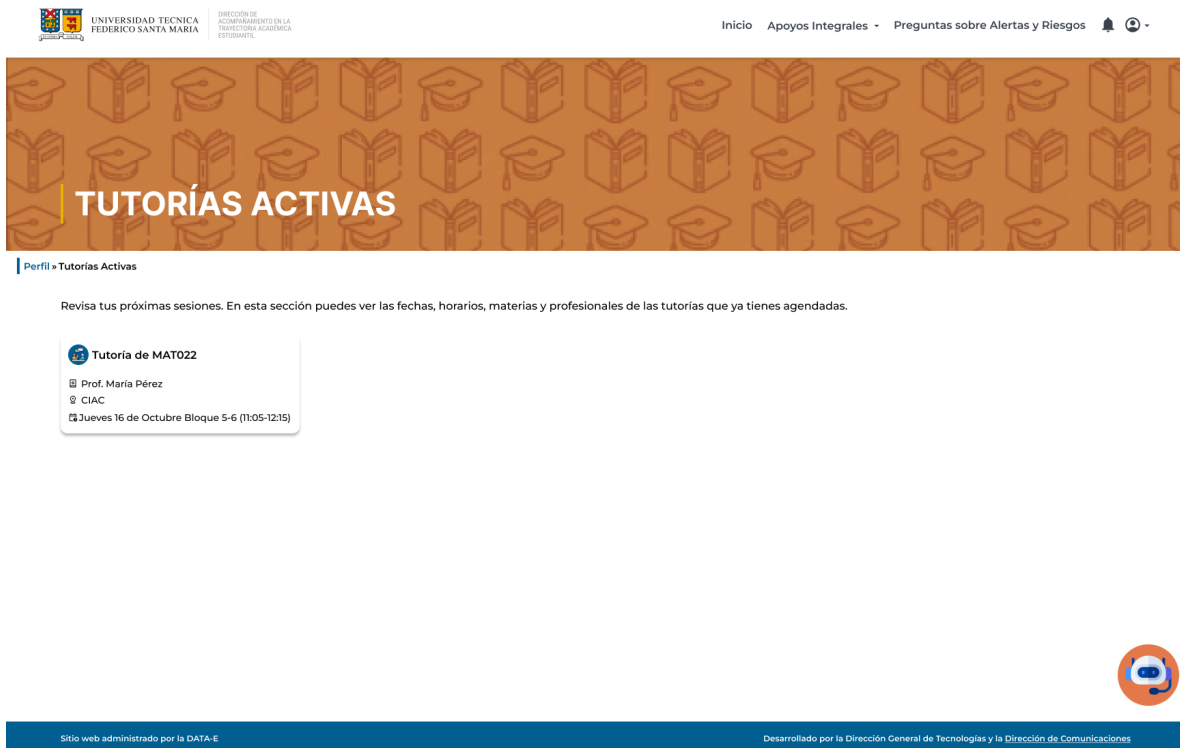 UNIVERSIDAD TECNICA
FEDERICO SANTA MARIA
DIRECCIÓN DE
ACOMPAÑAMIENTO EN LA
TRAYECTORIA ACADÉMICA
ESTUDIANTIL
Inicio Apoyos Integrales Preguntas sobre Alertas y Riesgos
TUTORÍAS ACTIVAS
Perfil » Tutorías Activas
Revisa tus próximas sesiones. En esta sección puedes ver las fechas, horarios, materias y profesionales de las tutorías que ya tienes agendadas.
Tutoría de MAT022
Prof. María Pérez
CIAC
Jueves 16 de Octubre Bloque 5-6 (11:05-12:15)
Sitio web administrado por la DATA-E
Desarrollado por la Dirección General de Tecnologías y la Dirección de Comunicaciones